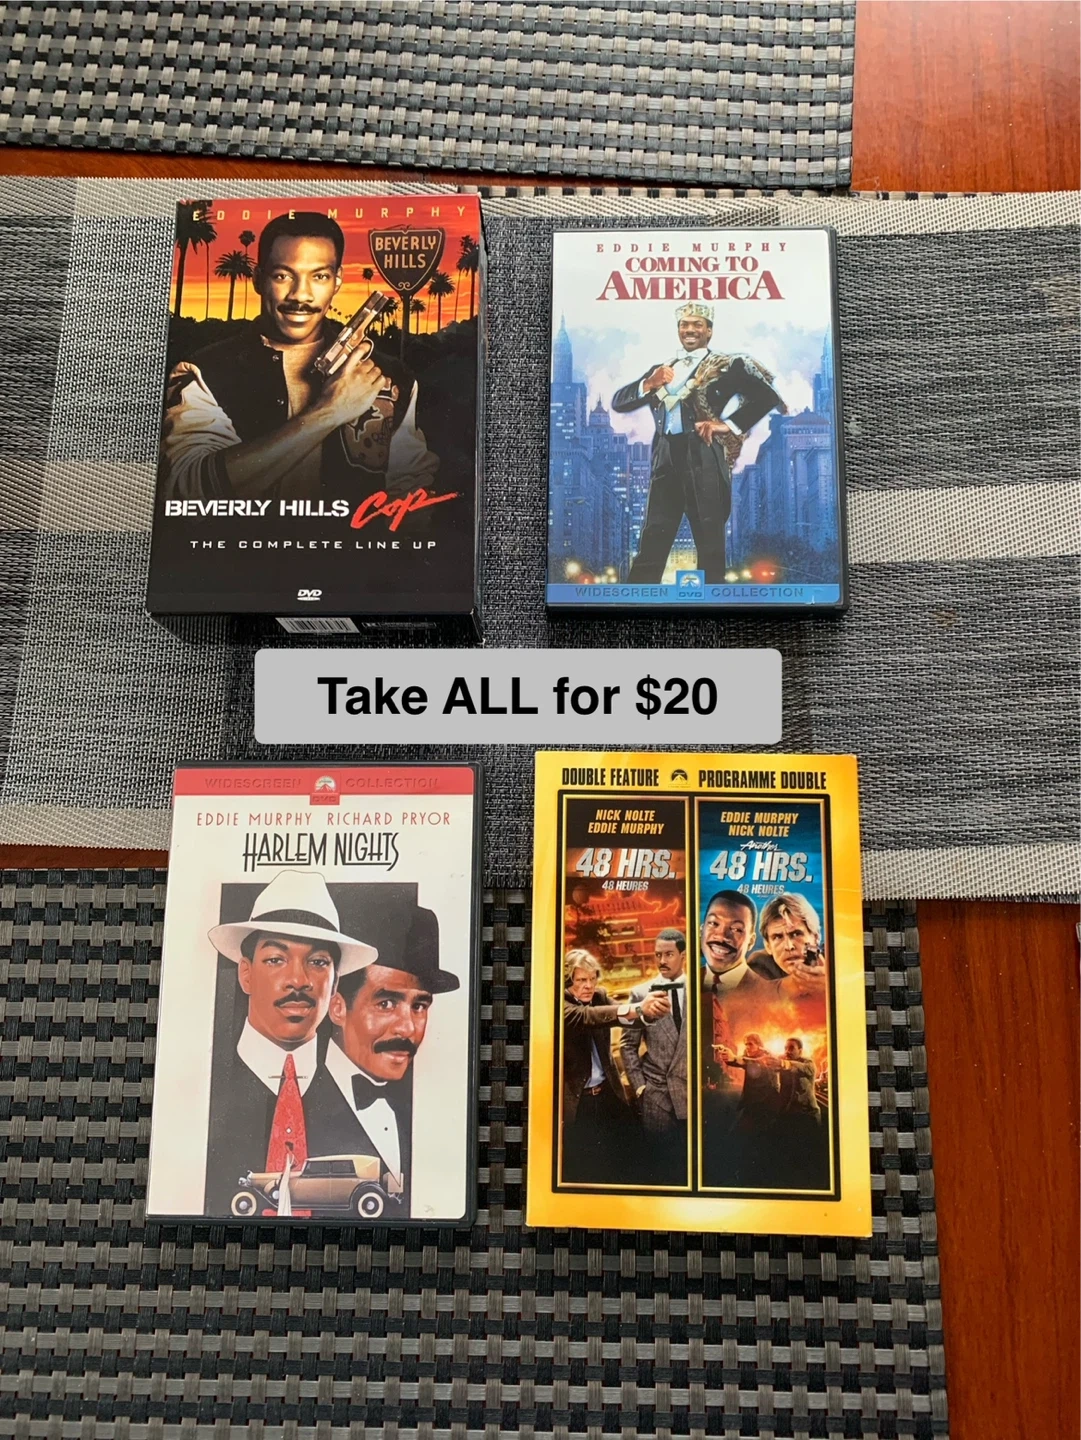 EDDIE MURPHY
BEVERLY
HILLS
BEVERLY HILLS Cop
THE COMPLETE LINE UP
DVD
EDDIE MURPHY
COMING TO
AMERICA
WIDESCREEN DVD COLLECTION
Take ALL for $20
WIDESCREEN COLLECTION
DVD
EDDIE MURPHY RICHARD PRYOR
HARLEM NIGHTS
DOUBLE FEATURE PROGRAMME DOUBLE
NICK NOLTE
EDDIE MURPHY
48 HRS.
48 HEURES
EDDIE MURPHY
NICK NOLTE
Another
48 HRS.
48 HEURES